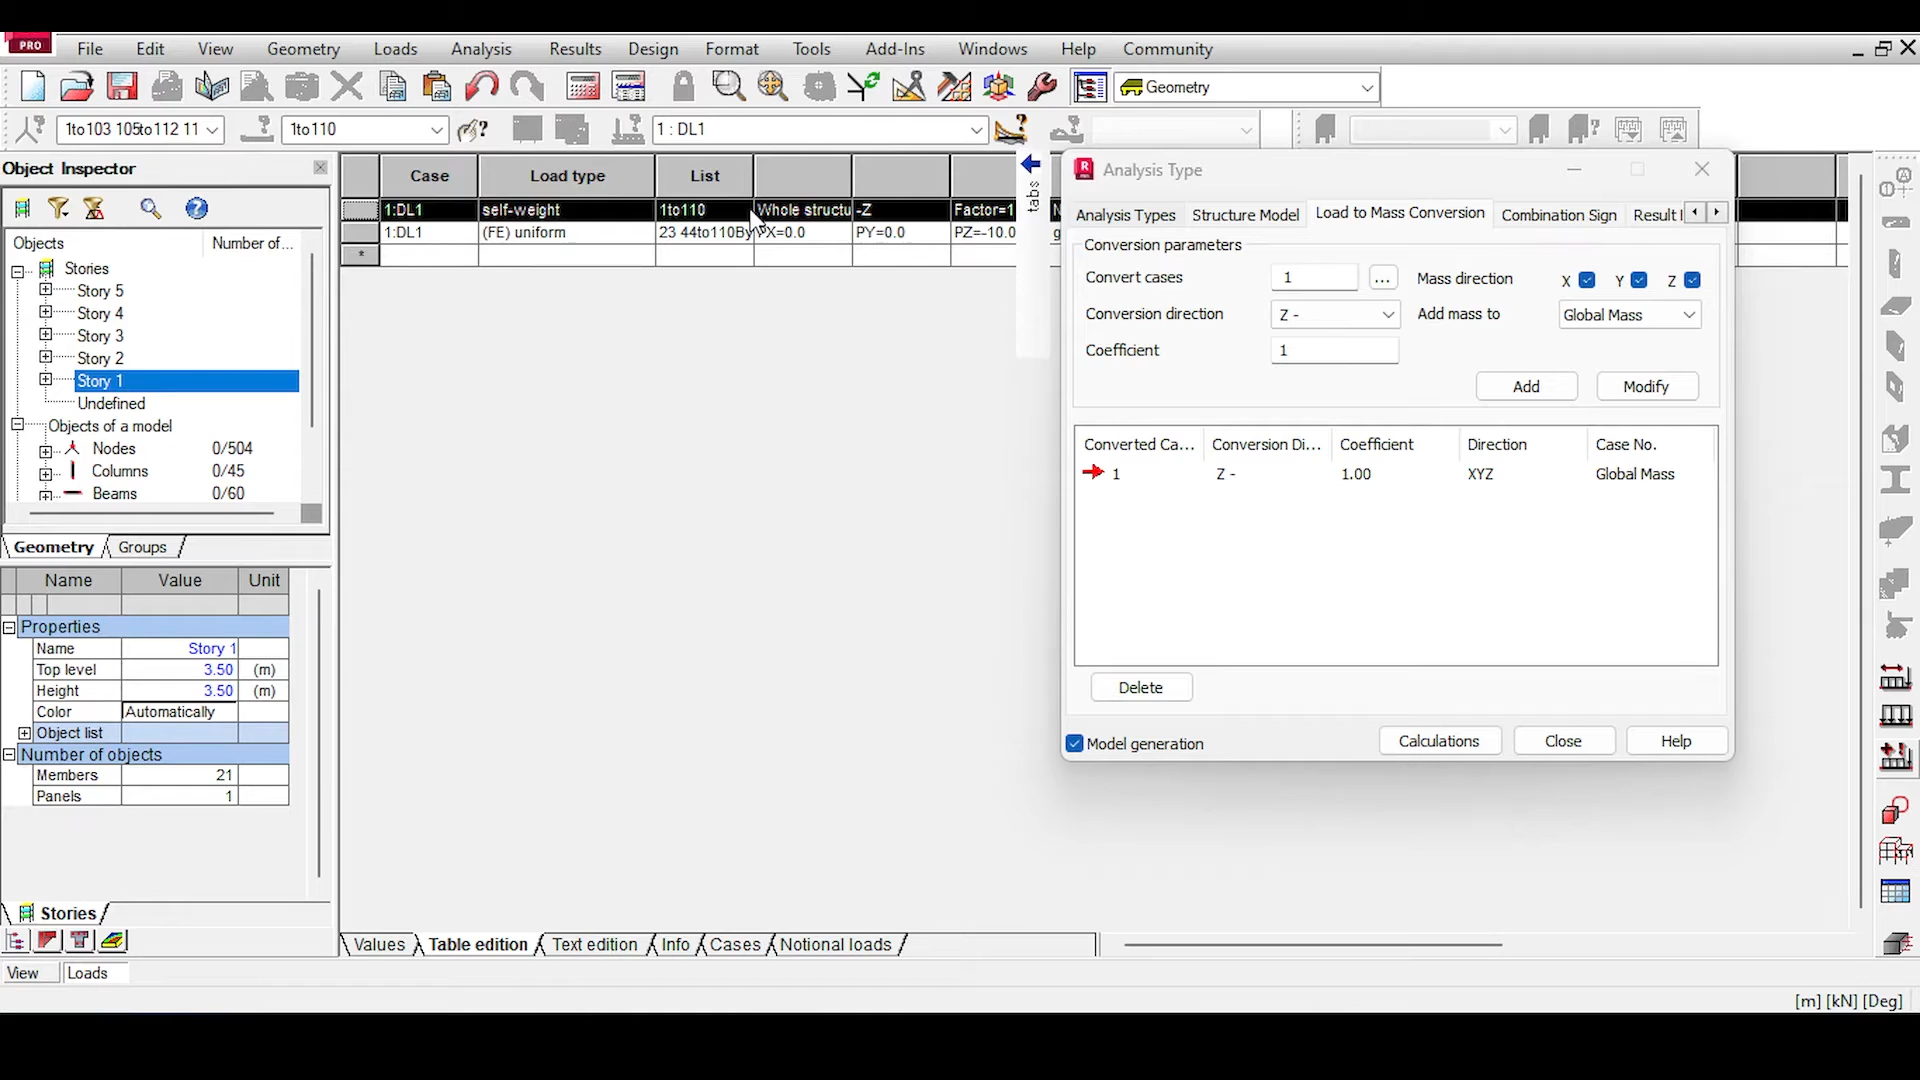 PRO
File Edit View Geometry Loads Analysis Results Design Format Tools Add-Ins Windows Help Community
Geometry
1to103 105to112 11
1to110
1 : DL1
Object Inspector
Objects Number of...
Stories
Story 5
Story 4
Story 3
Story 2
Story 1
Undefined
Objects of a model
Nodes 0/504
Columns 0/45
Beams 0/60
Geometry Groups
Name Value Unit
Properties
Name Story 1
Top level 3.50 (m)
Height 3.50 (m)
Color Automatically
Object list
Number of objects
Members 21
Panels 1
Stories
View Loads
Case Load type List
1:DL1 self-weight 1to110 Whole structu -Z Factor=1
1:DL1 (FE) uniform 23 44to110By PX=0.0 PY=0.0 PZ=-10.0
*
tabs
Values Table edition Text edition Info Cases Notional loads
Analysis Type
Analysis Types Structure Model Load to Mass Conversion Combination Sign Result
Conversion parameters
Convert cases 1 ... Mass direction X Y Z
Conversion direction Z - Add mass to Global Mass
Coefficient 1
Add Modify
Converted Ca... Conversion Di... Coefficient Direction Case No.
1 Z - 1.00 XYZ Global Mass
Delete
Model generation Calculations Close Help
[m] [kN] [Deg]